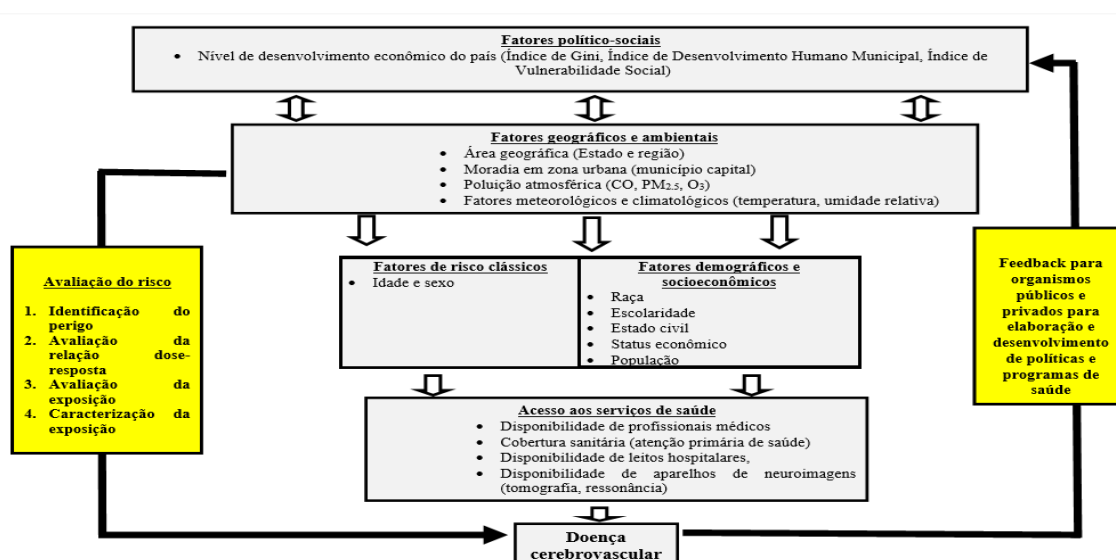 Fatores político-sociais
• Nível de desenvolvimento econômico do país (Índice de Gini, Índice de Desenvolvimento Humano Municipal, Índice de
Vulnerabilidade Social)
Fatores geográficos e ambientais
• Área geográfica (Estado e região)
• Moradia em zona urbana (município capital)
• Poluição atmosférica (CO, PM2.5, O3)
• Fatores meteorológicos e climatológicos (temperatura, umidade relativa)
Avaliação do risco
1. Identificação do
perigo
2. Avaliação da
relação dose-
resposta
3. Avaliação da
exposição
4. Caracterização da
exposição
Fatores de risco clássicos
• Idade e sexo
Fatores demográficos e
socioeconômicos
• Raça
• Escolaridade
• Estado civil
• Status econômico
• População
Feedback para
organismos
públicos e
privados para
elaboração e
desenvolvimento
de políticas e
programas de
saúde
Acesso aos serviços de saúde
• Disponibilidade de profissionais médicos
• Cobertura sanitária (atenção primária de saúde)
• Disponibilidade de leitos hospitalares,
• Disponibilidade de aparelhos de neuroimagens
(tomografia, ressonância)
Doença
cerebrovascular